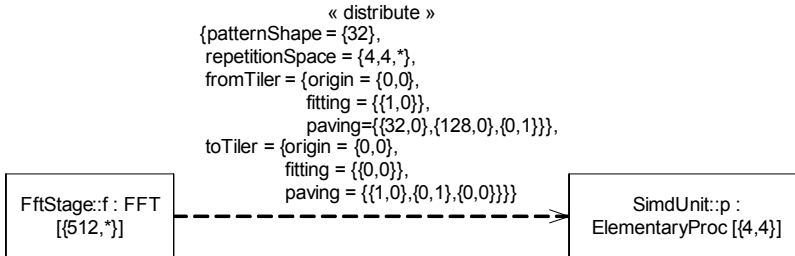 « distribute »
{patternShape = {32},
repetitionSpace = {4,4,*},
fromTiler = {origin = {0,0},
fitting = {{1,0}},
paving={{32,0},{128,0},{0,1}}},
toTiler = {origin = {0,0},
fitting = {{0,0}},
paving = {{1,0},{0,1},{0,0}}}}
FftStage::f : FFT
[{512,*}]
SimdUnit::p :
ElementaryProc [{4,4}]